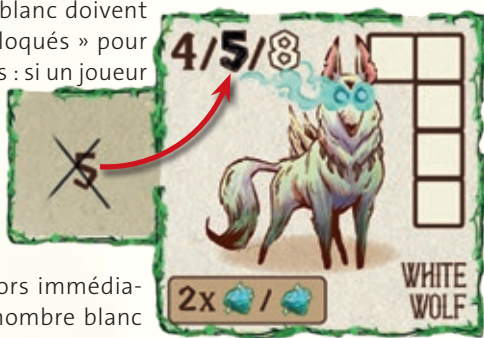 blanc doivent
loqués » pour
s : si un joueur
4/5/8
5
ors immédia-
nombre blanc
2x /
WHITE
WOLF